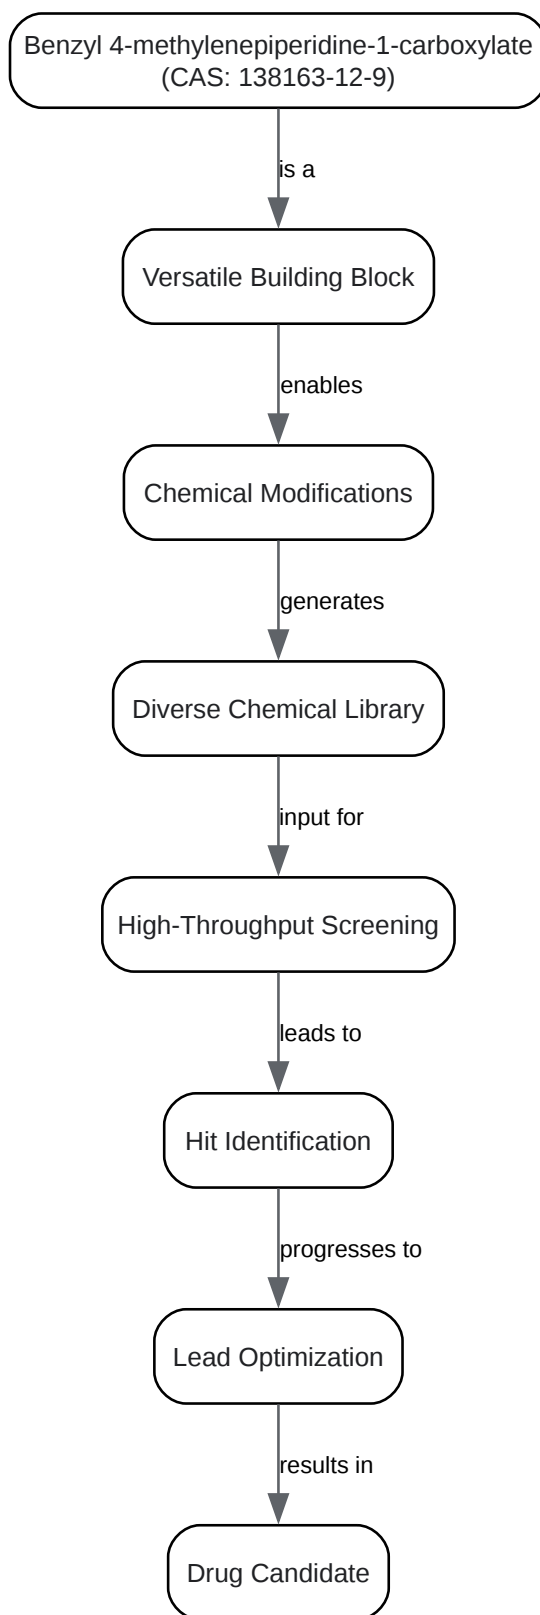 Benzyl 4-methylenepiperidine-1-carboxylate
(CAS: 138163-12-9)
is a
Versatile Building Block
enables
Chemical Modifications
generates
Diverse Chemical Library
input for
High-Throughput Screening
leads to
Hit Identification
progresses to
Lead Optimization
results in
Drug Candidate